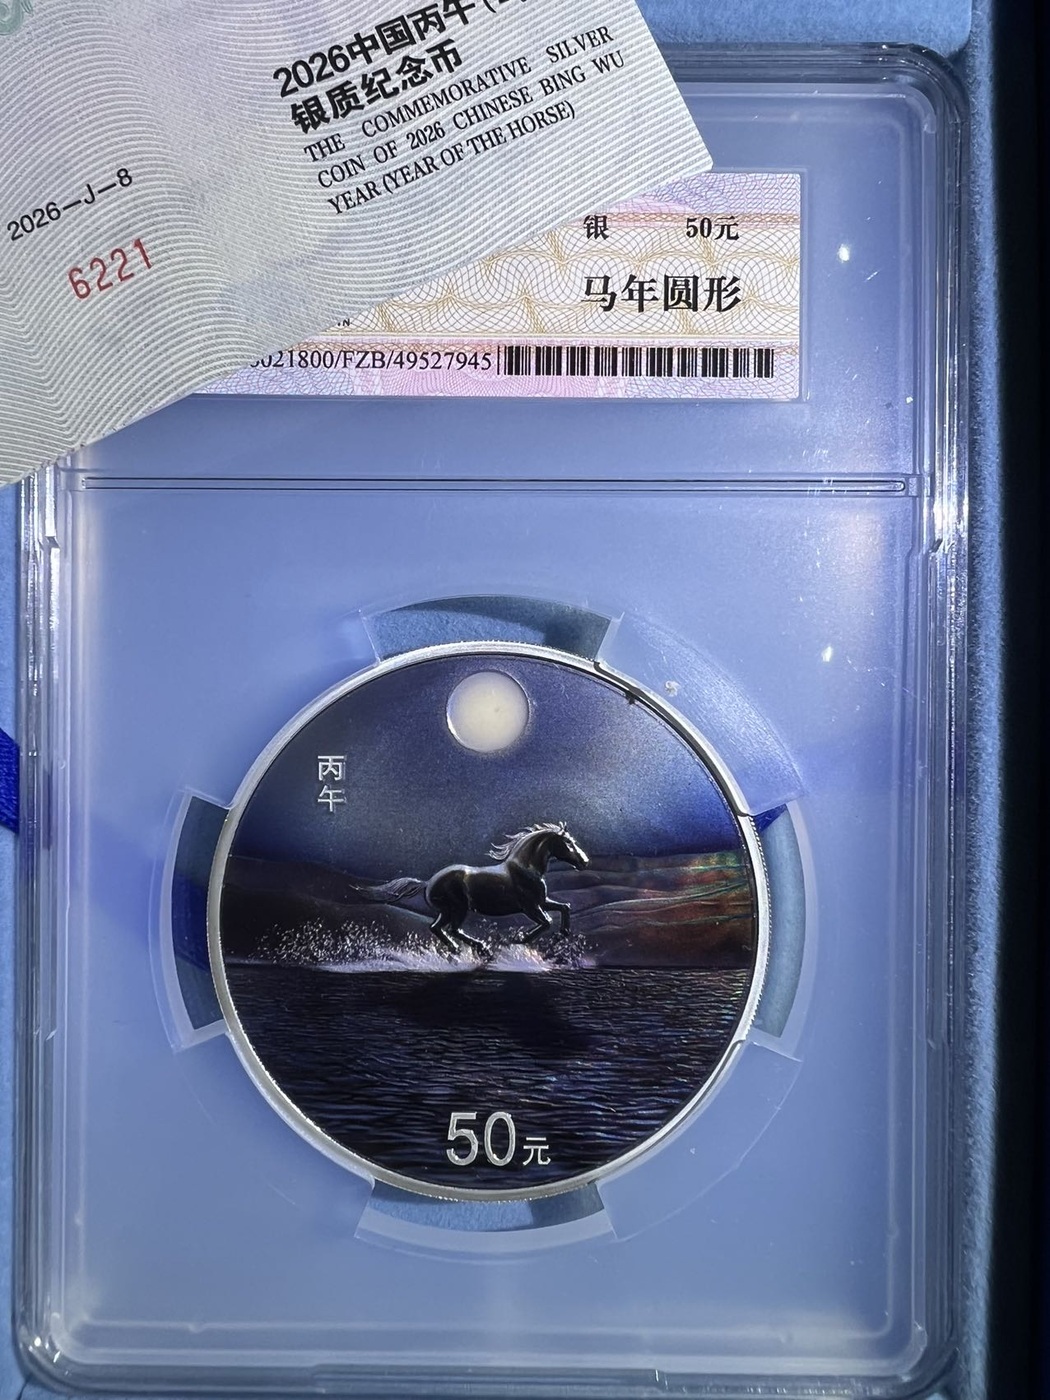 2026中国丙午
银质纪念币
THE COMMEMORATIVE SILVER
COIN OF 2026 CHINESE BING WU
YEAR (YEAR OF THE HORSE)
2026—J—8
6221
银 50元
马年圆形
021800/FZB/49527945
丙午
50元